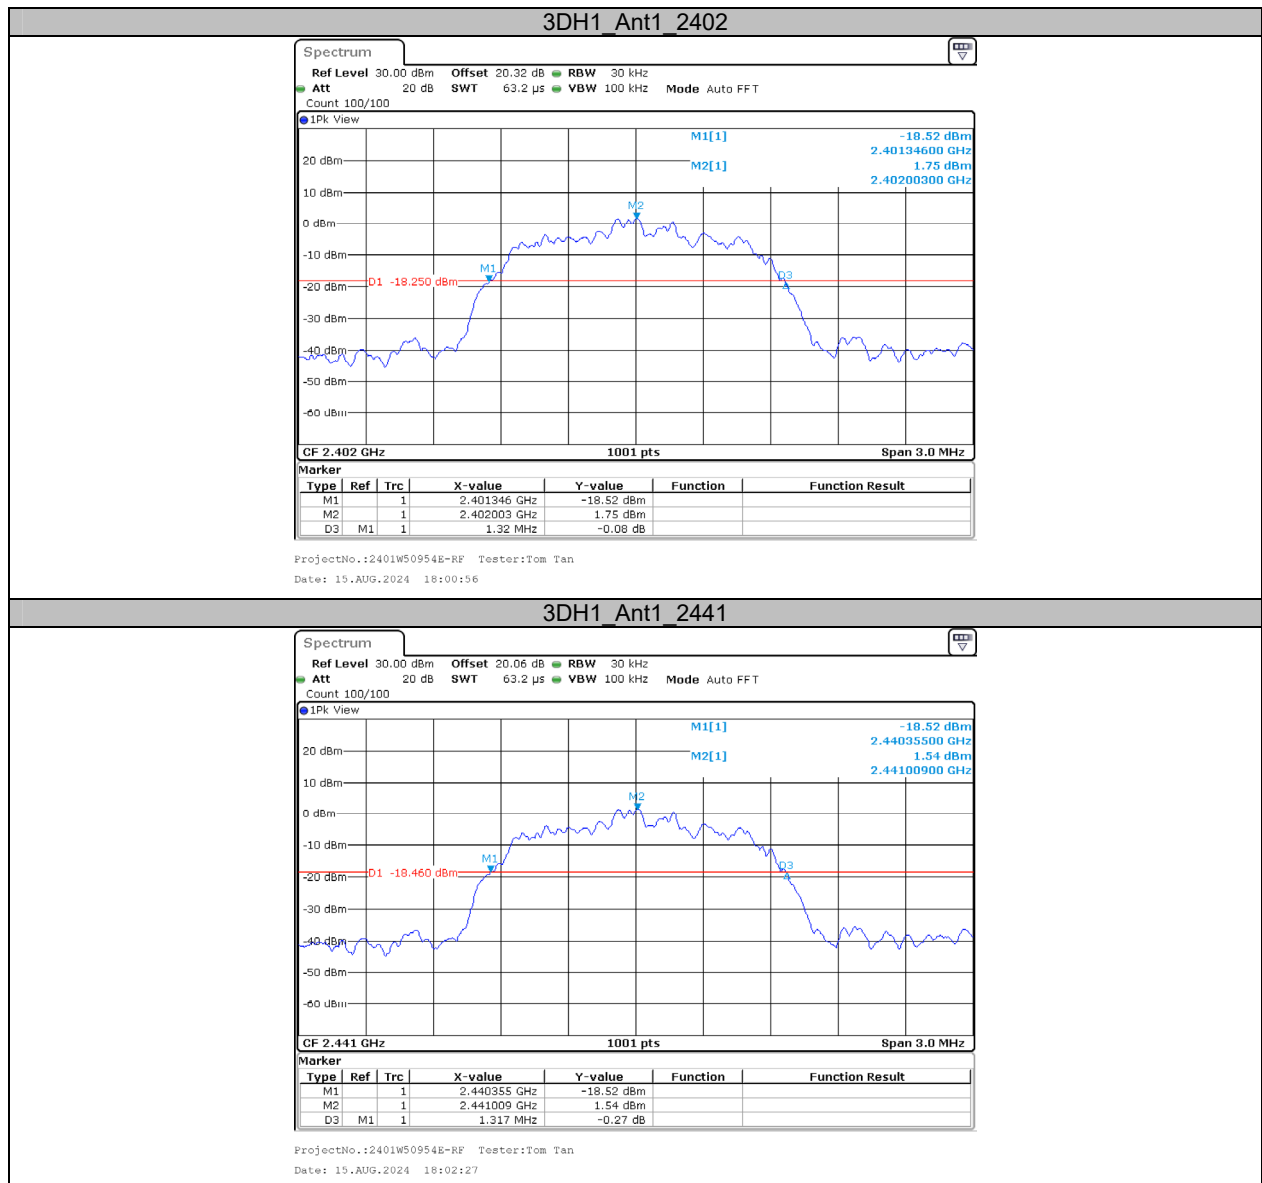 3DH1_Ant1_2402
Spectrum
Ref Level 30.00 dBm Offset 20.32 dB RBW 30 kHz
Att 20 dB SWT 63.2 µs VBW 100 kHz Mode Auto FFT
Count 100/100
1Pk View
M1[1] -18.52 dBm
2.40134600 GHz
20 dBm
M2[1] 1.75 dBm
2.40200300 GHz
10 dBm
M2
0 dBm
-10 dBm
M1
D3
D1 -18.250 dBm
-20 dBm
-30 dBm
-40 dBm
-50 dBm
-60 dBm
CF 2.402 GHz 1001 pts Span 3.0 MHz
Marker
Type Ref Trc X-value Y-value Function Function Result
M1 1 2.401346 GHz -18.52 dBm
M2 1 2.402003 GHz 1.75 dBm
D3 M1 1 1.32 MHz -0.08 dB
ProjectNo.:2401W50954E-RF Tester:Tom Tan
Date: 15.AUG.2024 18:00:56
3DH1_Ant1_2441
Spectrum
Ref Level 30.00 dBm Offset 20.06 dB RBW 30 kHz
Att 20 dB SWT 63.2 µs VBW 100 kHz Mode Auto FFT
Count 100/100
1Pk View
M1[1] -18.52 dBm
2.44035500 GHz
20 dBm
M2[1] 1.54 dBm
2.44100900 GHz
10 dBm
M2
0 dBm
-10 dBm
M1
D3
D1 -18.460 dBm
-20 dBm
-30 dBm
-40 dBm
-50 dBm
-60 dBm
CF 2.441 GHz 1001 pts Span 3.0 MHz
Marker
Type Ref Trc X-value Y-value Function Function Result
M1 1 2.440355 GHz -18.52 dBm
M2 1 2.441009 GHz 1.54 dBm
D3 M1 1 1.317 MHz -0.27 dB
ProjectNo.:2401W50954E-RF Tester:Tom Tan
Date: 15.AUG.2024 18:02:27